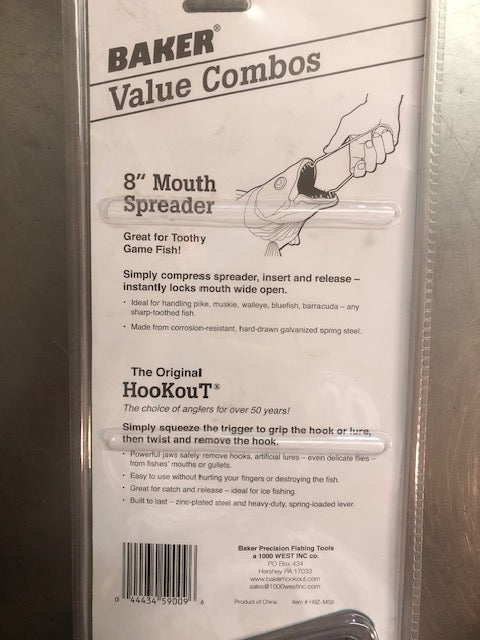 BAKER®
Value Combos
8" Mouth
Spreader
Great for Toothy
Game Fish!
Simply compress spreader, insert and release –
instantly locks mouth wide open.
• Ideal for handling pike, muskie, walleye, bluefish, barracuda – any
sharp-toothed fish.
• Made from corrosion-resistant, hard-drawn galvanized spring steel.
The Original
HooKouT®
The choice of anglers for over 50 years!
Simply squeeze the trigger to grip the hook or lure,
then twist and remove the hook.
• Powerful jaws safely remove hooks, artificial lures – even delicate flies –
from fishes' mouths or gullets.
• Easy to use without hurting your fingers or destroying the fish.
• Great for catch and release – ideal for ice fishing.
• Built to last – zinc-plated steel and heavy-duty, spring-loaded lever.
Baker Precision Fishing Tools
a 1000 WEST INC co.
PO Box 434
Hershey PA 17033
www.bakerhookout.com
sales@1000westinc.com
0 44434 59009 6
Product of China Item #